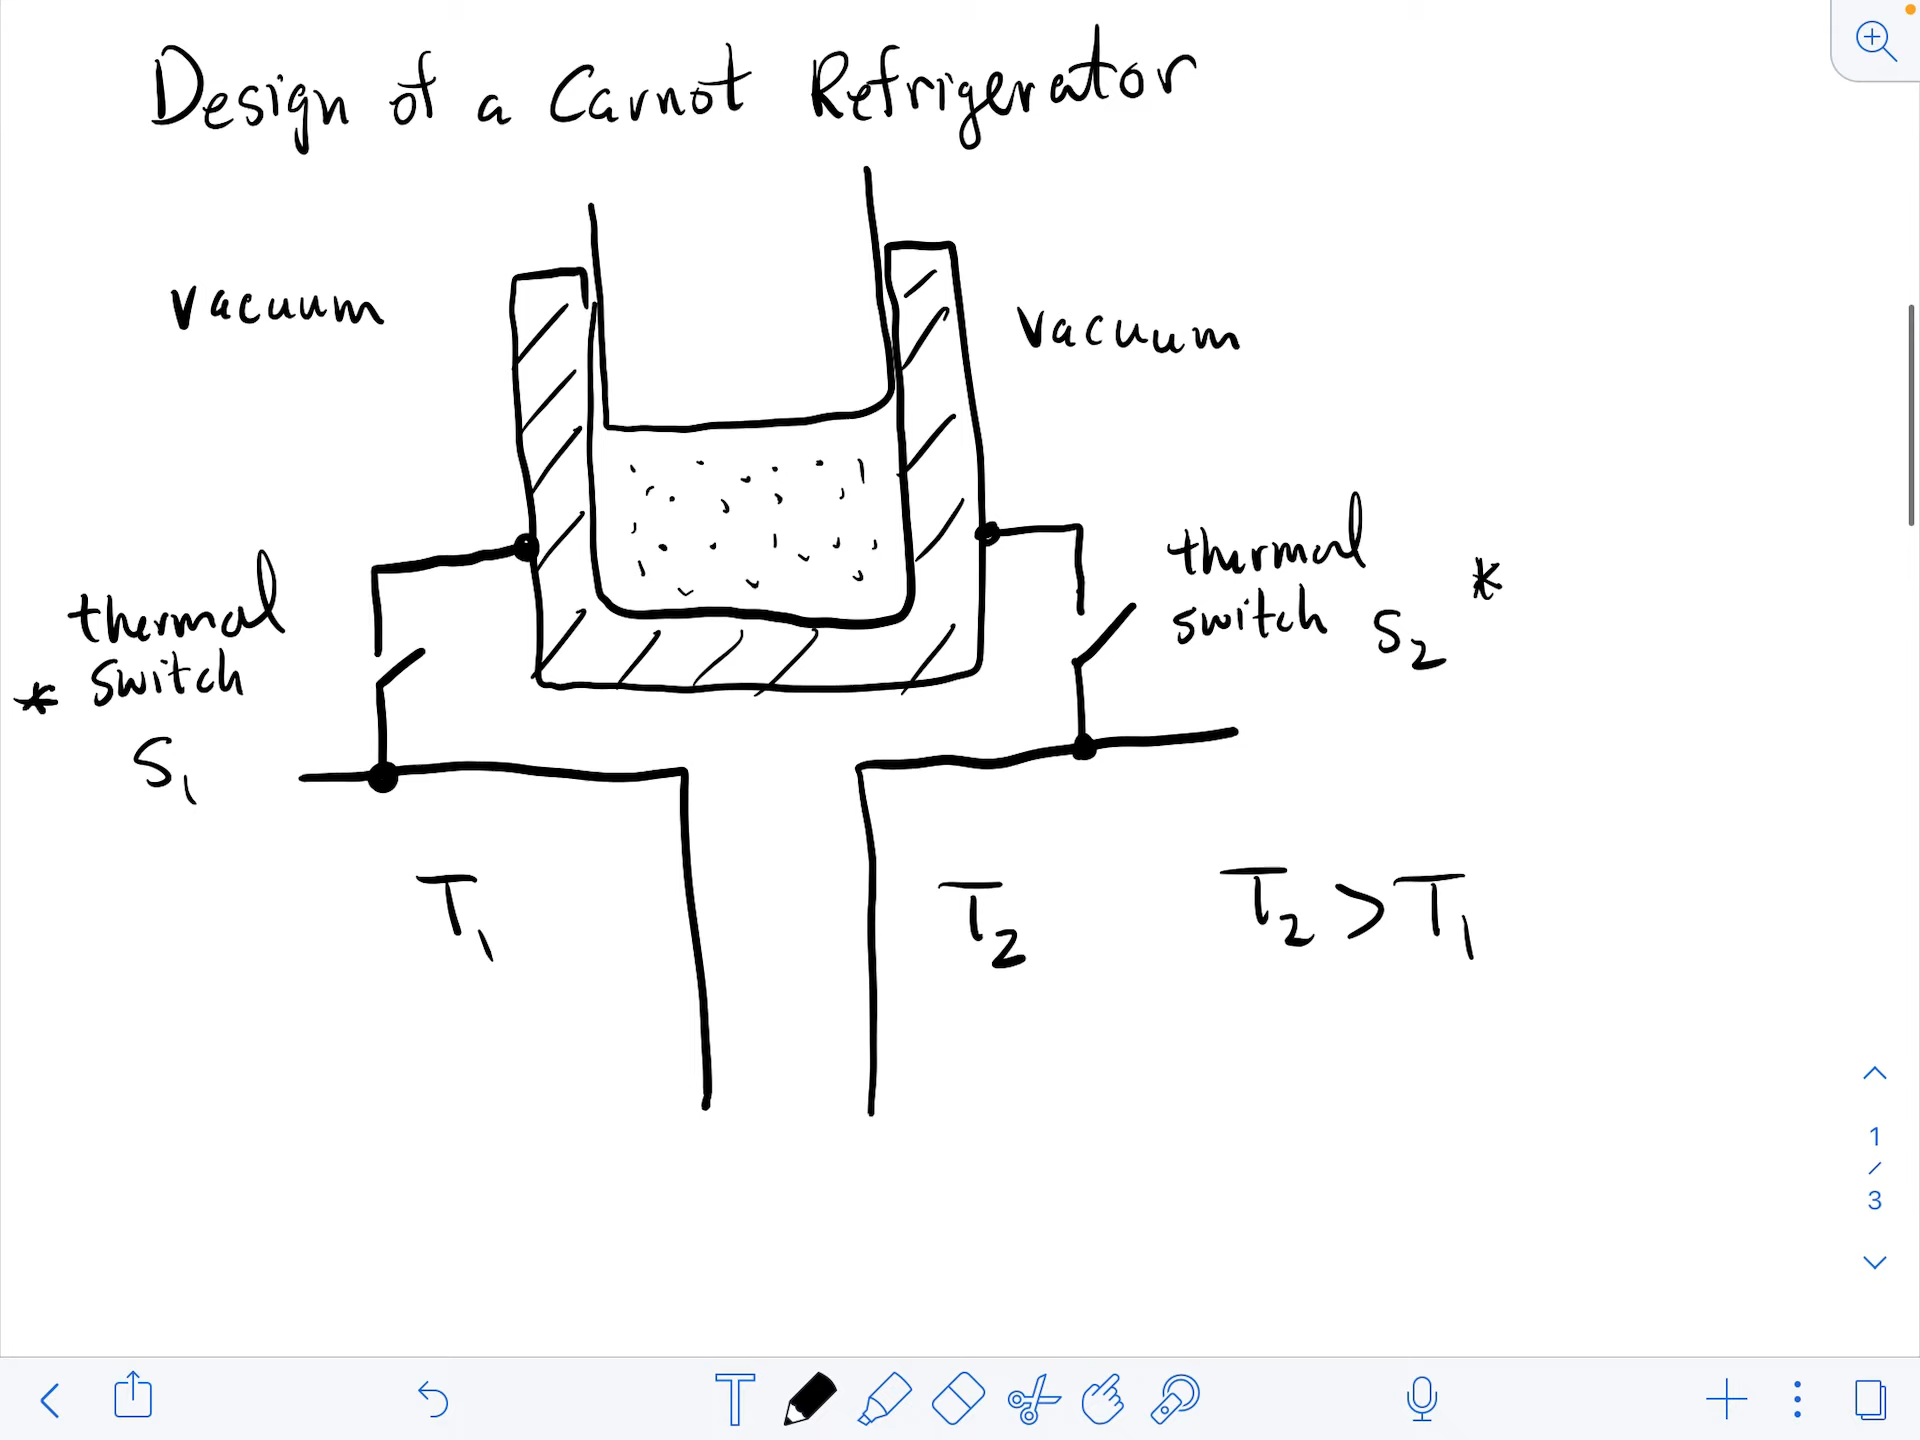 Design of a Carnot Refrigerator
vacuum
vacuum
thermal
switch S2 *
thermal
* switch
S1
T1
T2
T2 > T1
1
/
3
T